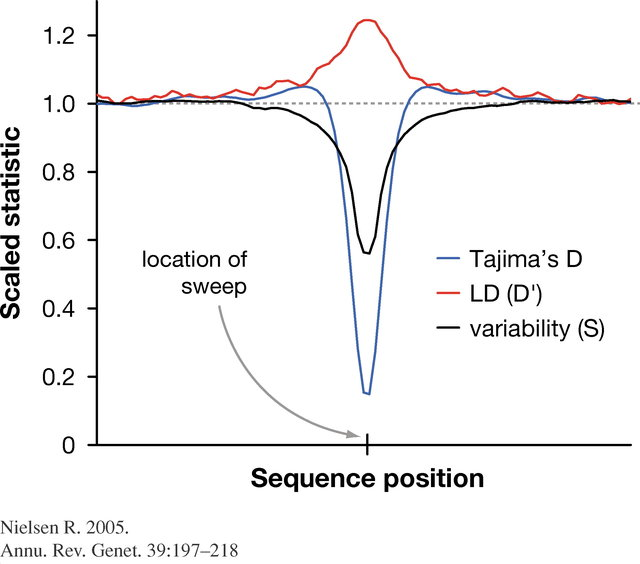 1.2
1.0
0.8
0.6
0.4
0.2
0
Scaled statistic
location of
sweep
Tajima’s D
LD (D')
variability (S)
Sequence position
Nielsen R. 2005.
Annu. Rev. Genet. 39:197–218